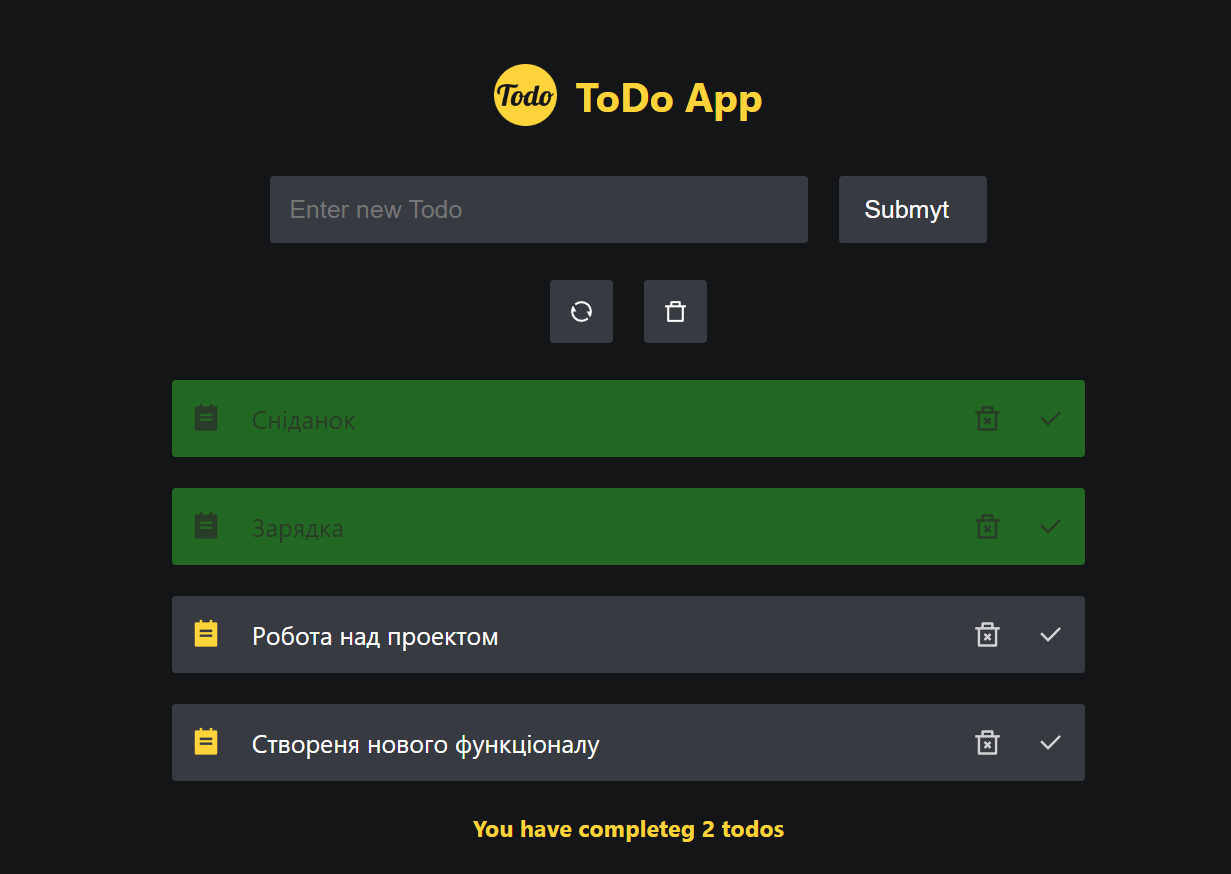 Todo
ToDo App
Enter new Todo
Submyt
Сніданок
Зарядка
Робота над проектом
Створеня нового функціоналу
You have completeg 2 todos